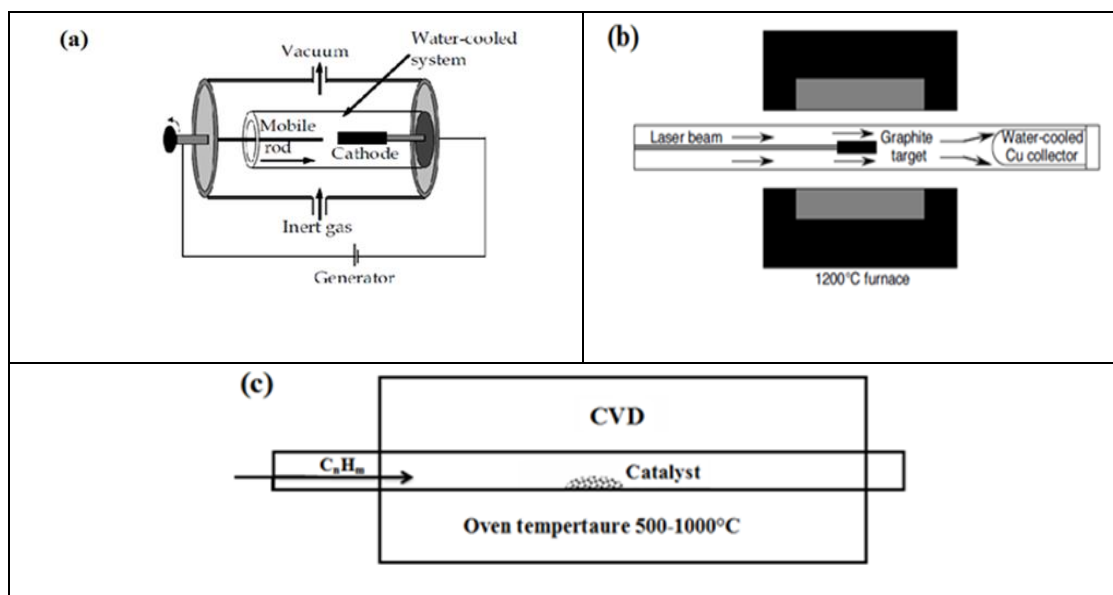 (a)
Water-cooled
system
Vacuum
Mobile
rod
Cathode
Inert gas
Generator
(b)
Laser beam
Graphite
target
Water-cooled
Cu collector
1200°C furnace
(c)
CVD
CnHm
Catalyst
Oven tempertaure 500-1000°C